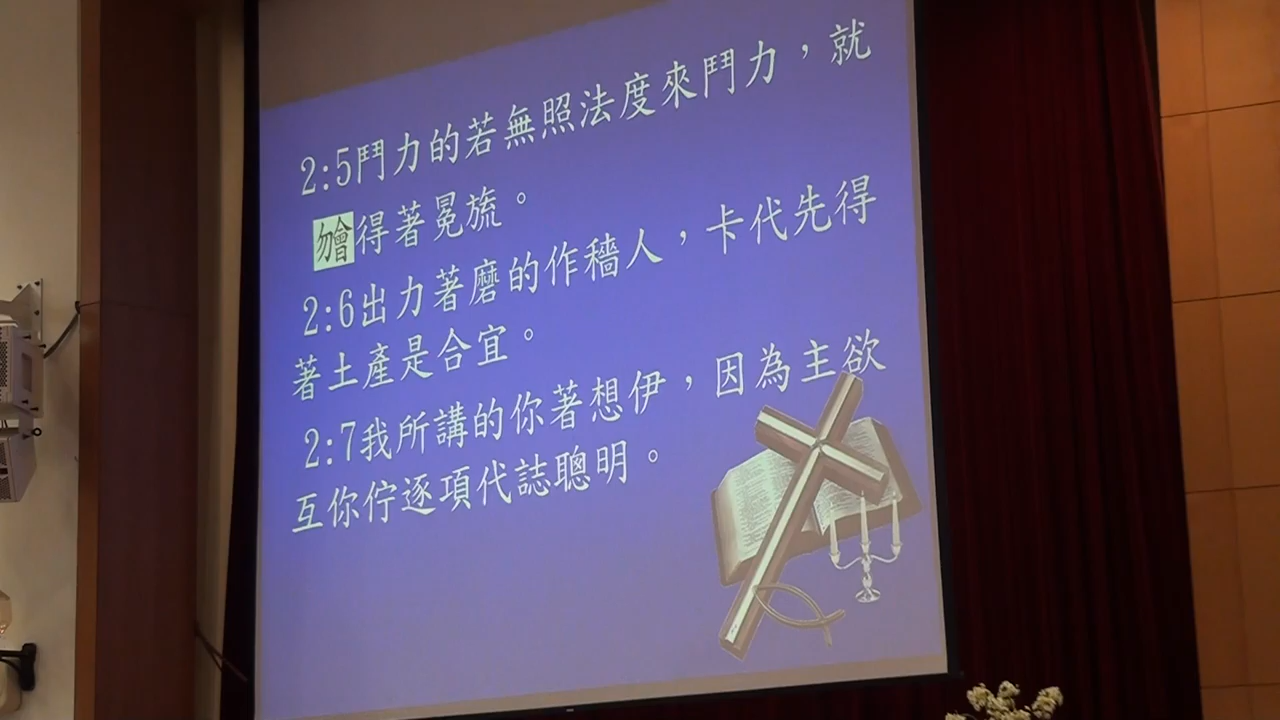 2:5鬥力的若無照法度來鬥力，就
勿會得著冕旒。
2:6出力著磨的作穡人，卡代先得
著土產是合宜。
2:7我所講的你著想伊，因為主欲
互你佇逐項代誌聰明。